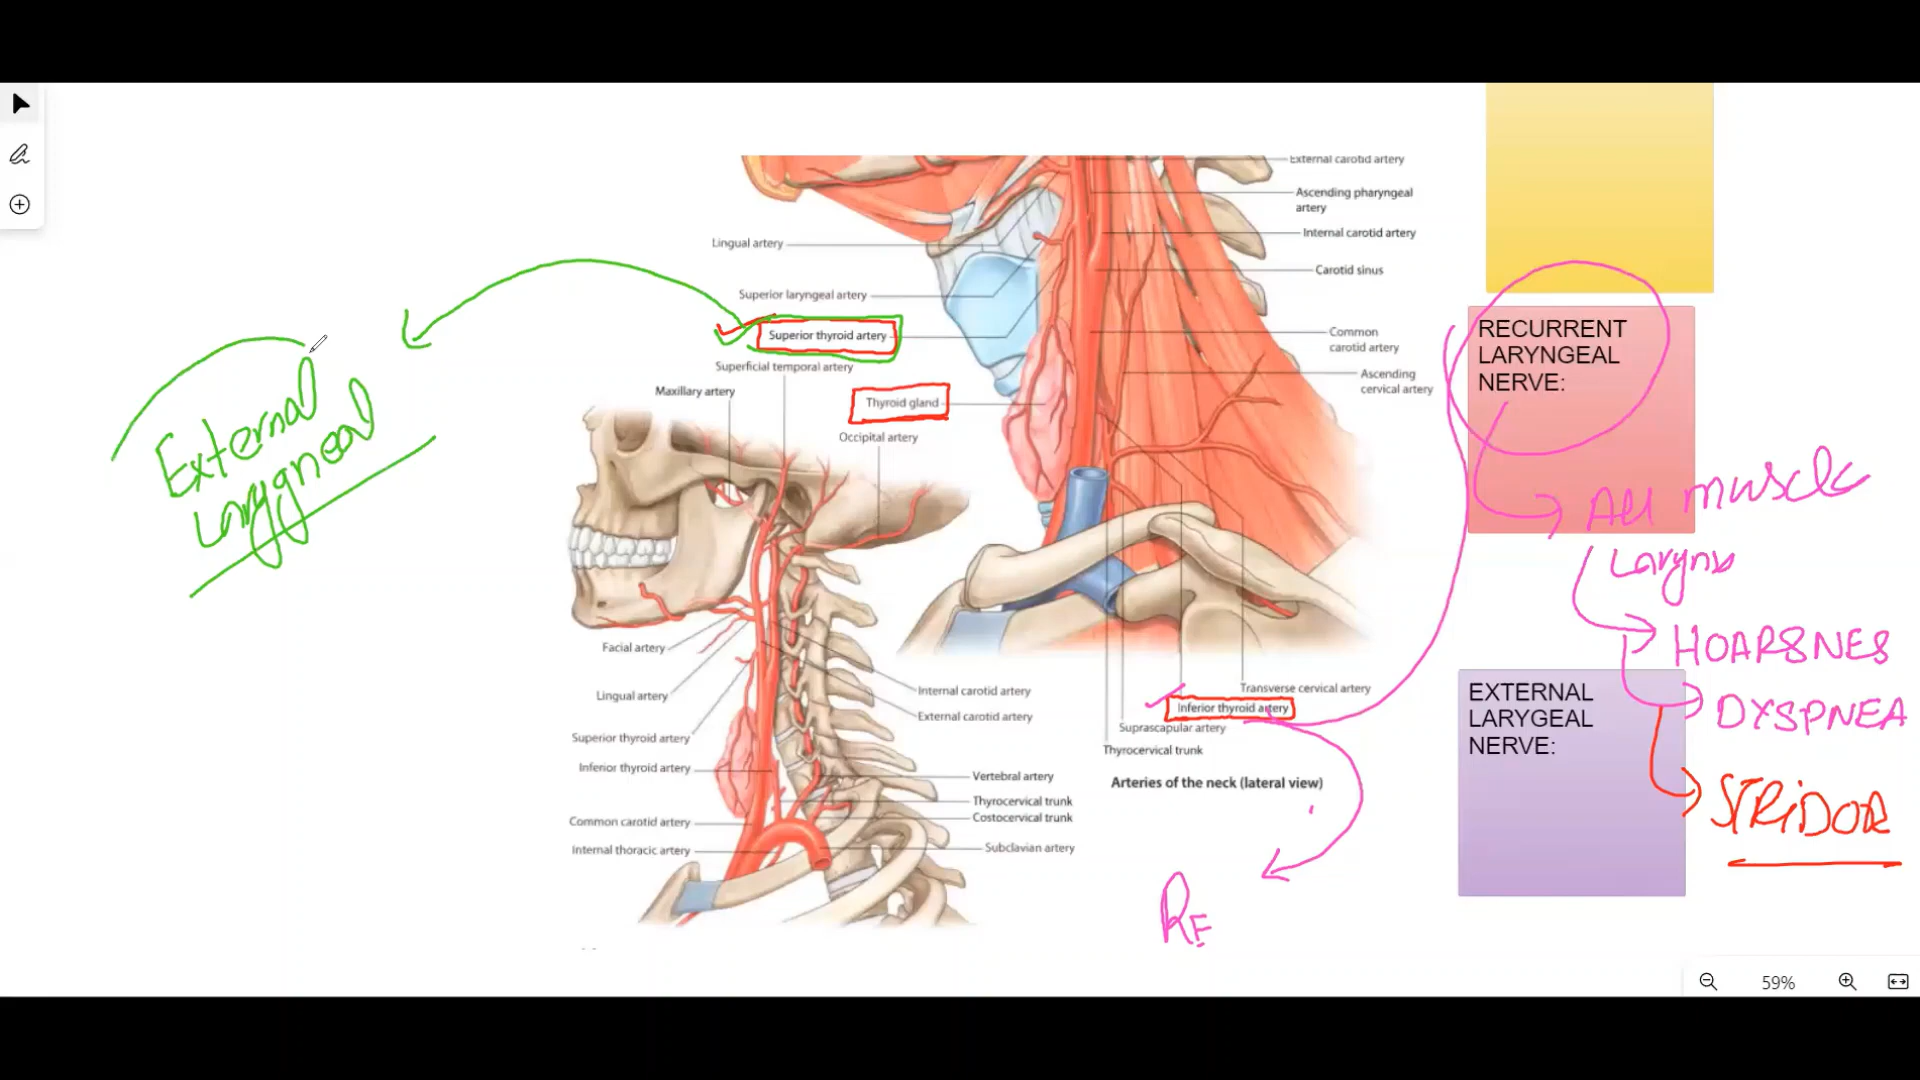 External carotid artery
Ascending pharyngeal
artery
Internal carotid artery
Carotid sinus
Common
carotid artery
Ascending
cervical artery
Lingual artery
Superior laryngeal artery
Superior thyroid artery
Superficial temporal artery
Maxillary artery
Thyroid gland
Occipital artery
External
Larygneal
RECURRENT
LARYNGEAL
NERVE:
All muscle
Larynx
HOARSNES
DYSPNEA
STRIDOR
EXTERNAL
LARYGEAL
NERVE:
Facial artery
Lingual artery
Superior thyroid artery
Inferior thyroid artery
Common carotid artery
Internal thoracic artery
Internal carotid artery
External carotid artery
Vertebral artery
Thyrocervical trunk
Costocervical trunk
Subclavian artery
Transverse cervical artery
Inferior thyroid artery
Suprascapular artery
Thyrocervical trunk
Arteries of the neck (lateral view)
RE
59%